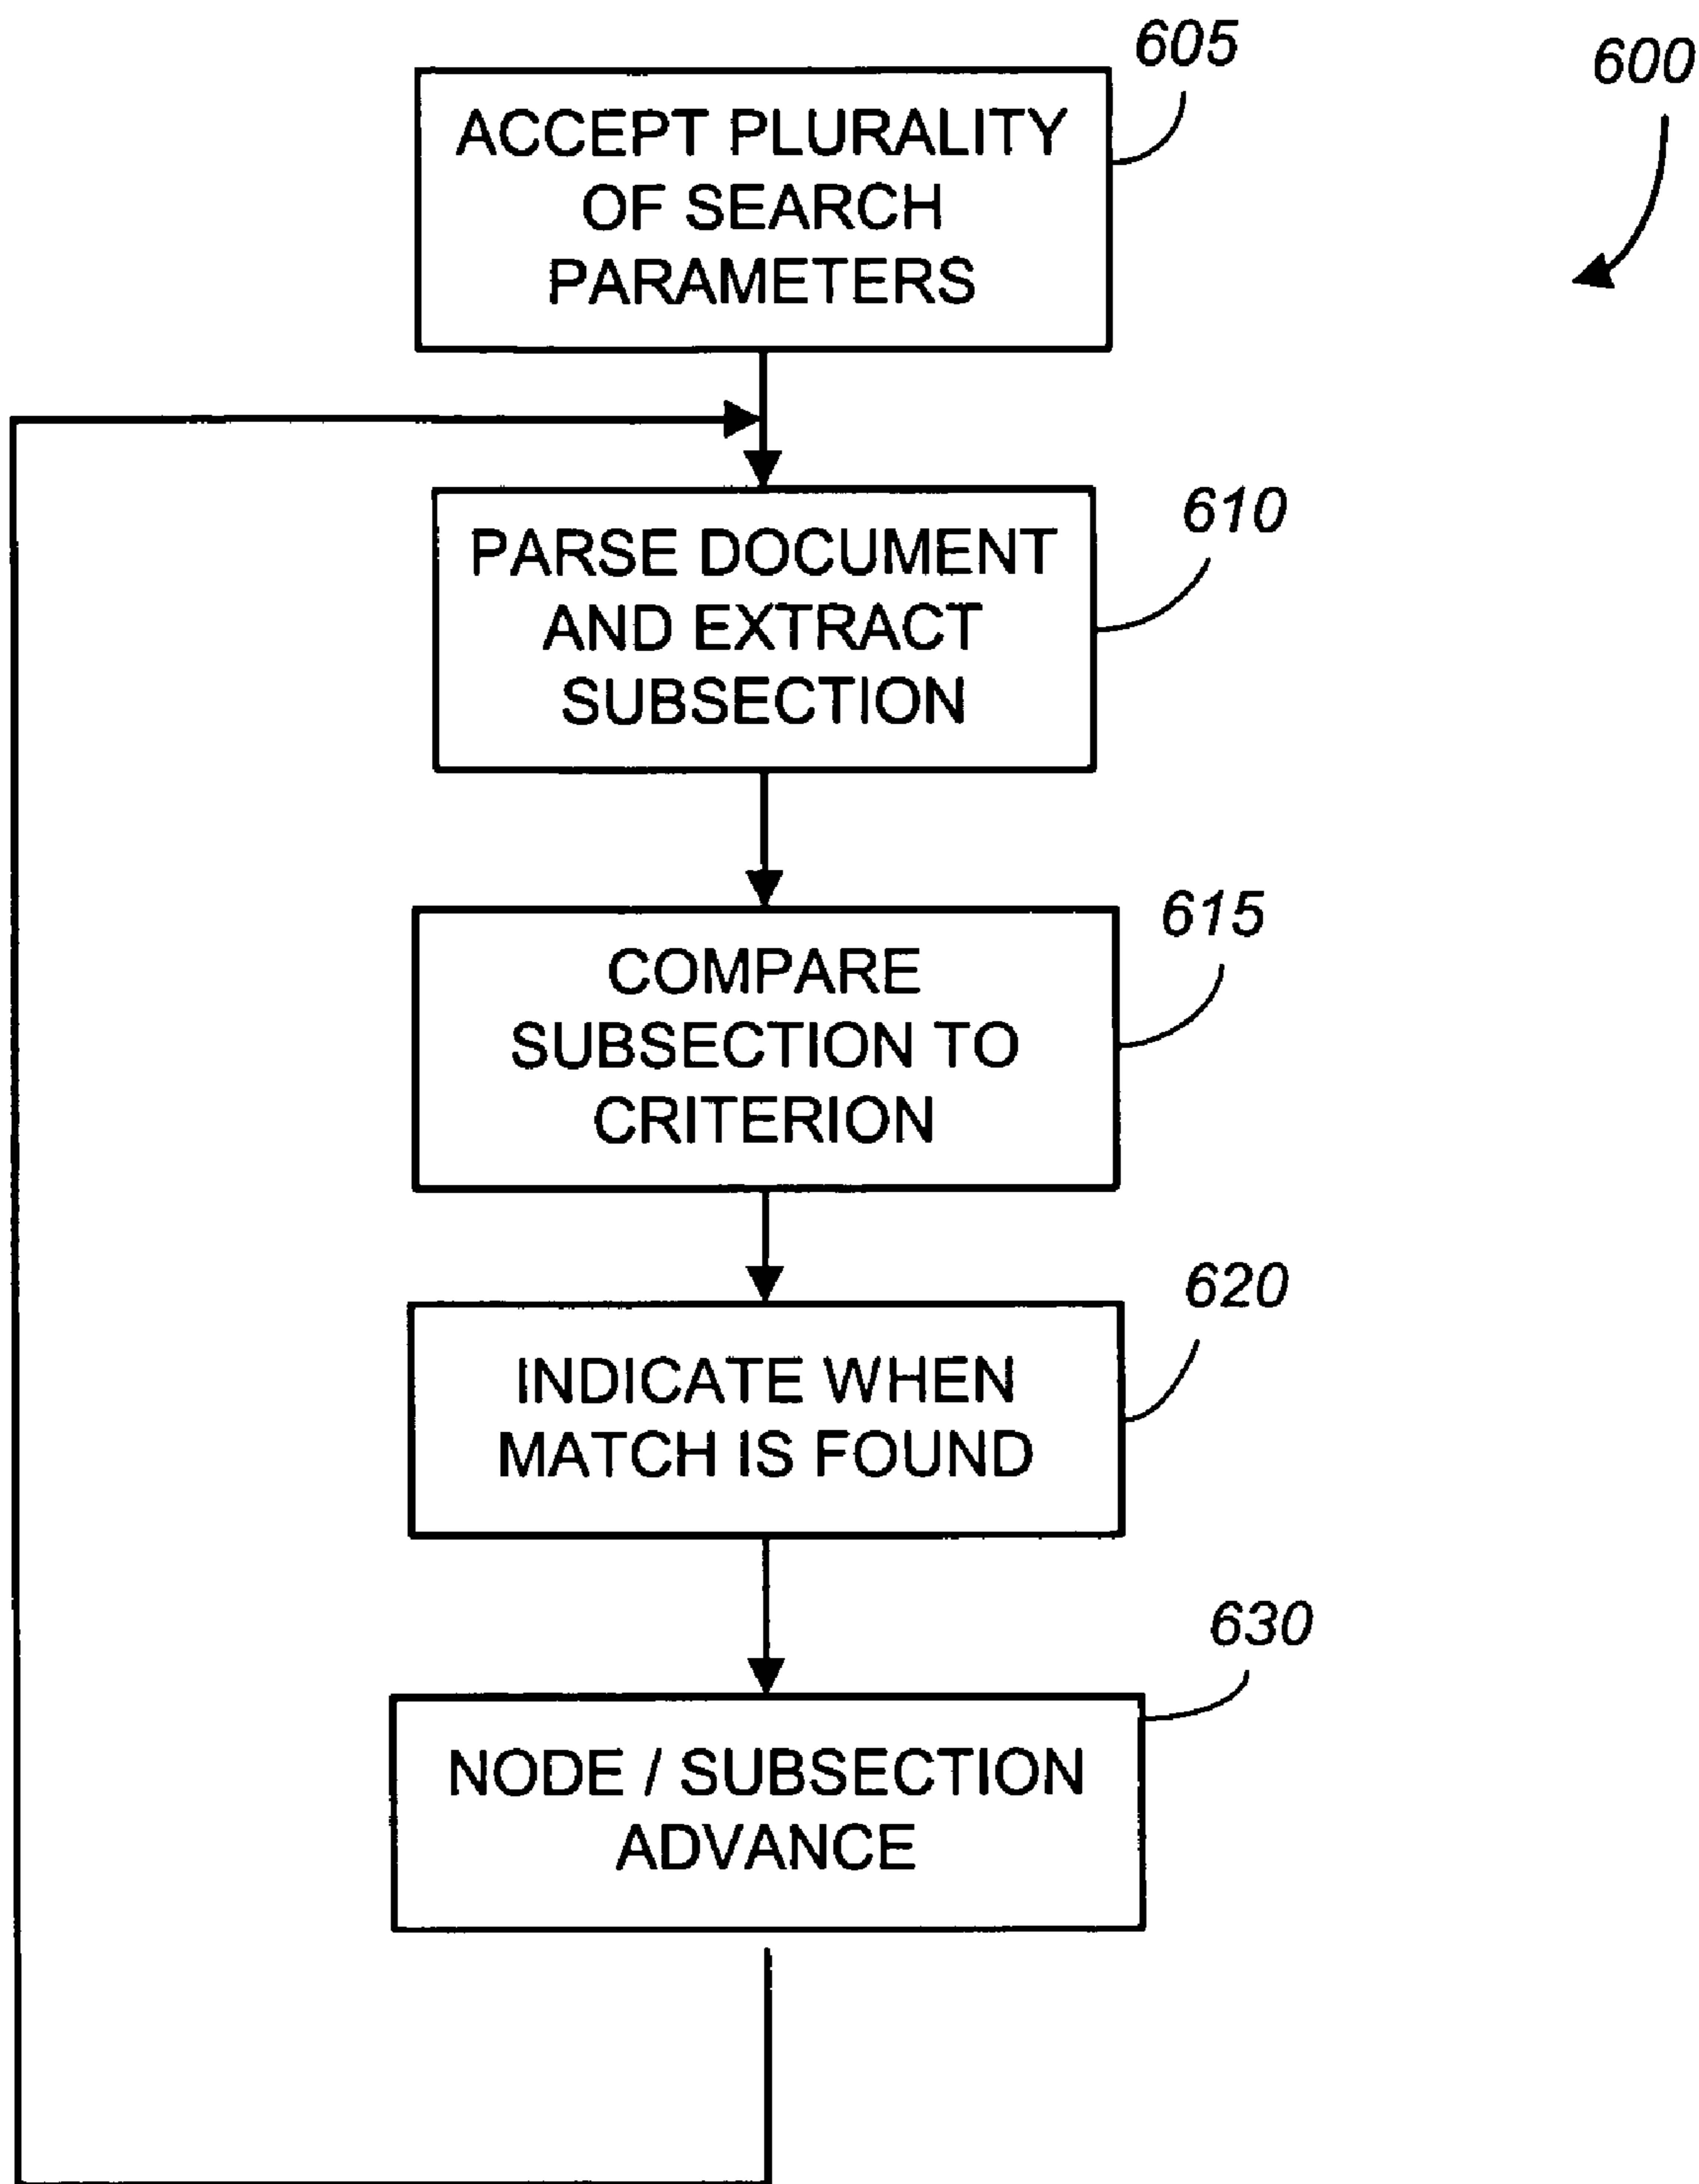 605
600
ACCEPT PLURALITY
OF SEARCH
PARAMETERS
610
PARSE DOCUMENT
AND EXTRACT
SUBSECTION
615
COMPARE
SUBSECTION TO
CRITERION
620
INDICATE WHEN
MATCH IS FOUND
630
NODE / SUBSECTION
ADVANCE